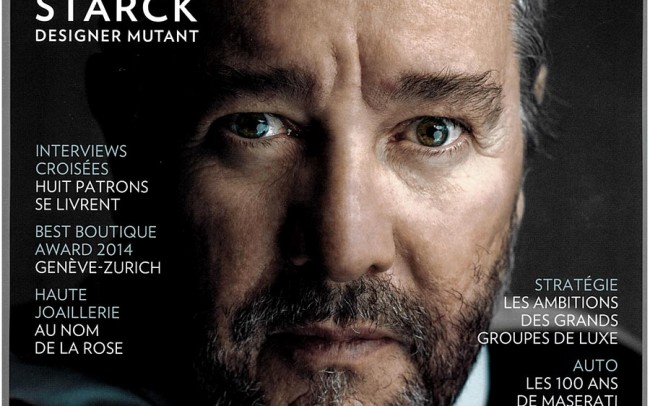 STARCK
DESIGNER MUTANT
INTERVIEWS
CROISÉES
HUIT PATRONS
SE LIVRENT
BEST BOUTIQUE
AWARD 2014
GENÈVE-ZURICH
HAUTE
JOAILLERIE
AU NOM
DE LA ROSE
STRATÉGIE
LES AMBITIONS
DES GRANDS
GROUPES DE LUXE
AUTO
LES 100 ANS
DE MASERATI